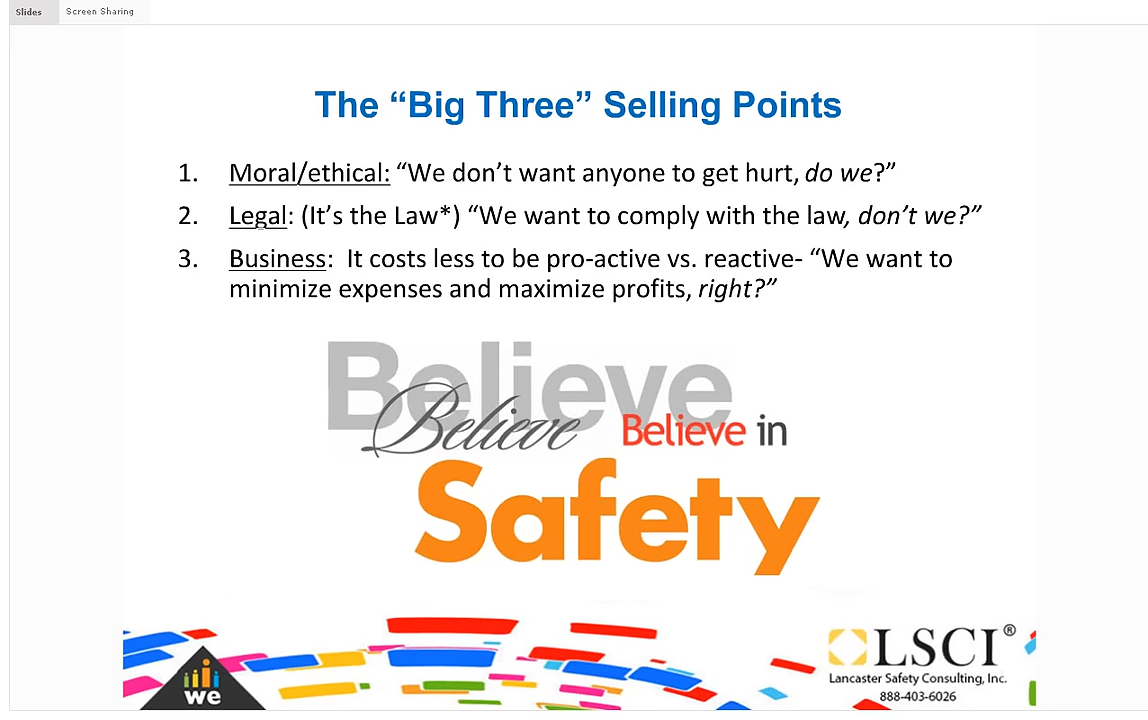 Slides Screen Sharing
The “Big Three” Selling Points
1. Moral/ethical: “We don’t want anyone to get hurt, do we?”
2. Legal: (It’s the Law*) “We want to comply with the law, don’t we?”
3. Business: It costs less to be pro-active vs. reactive- “We want to
minimize expenses and maximize profits, right?”
Believe
Believe
Believe in
Safety
we
LSCI®
Lancaster Safety Consulting, Inc.
888-403-6026